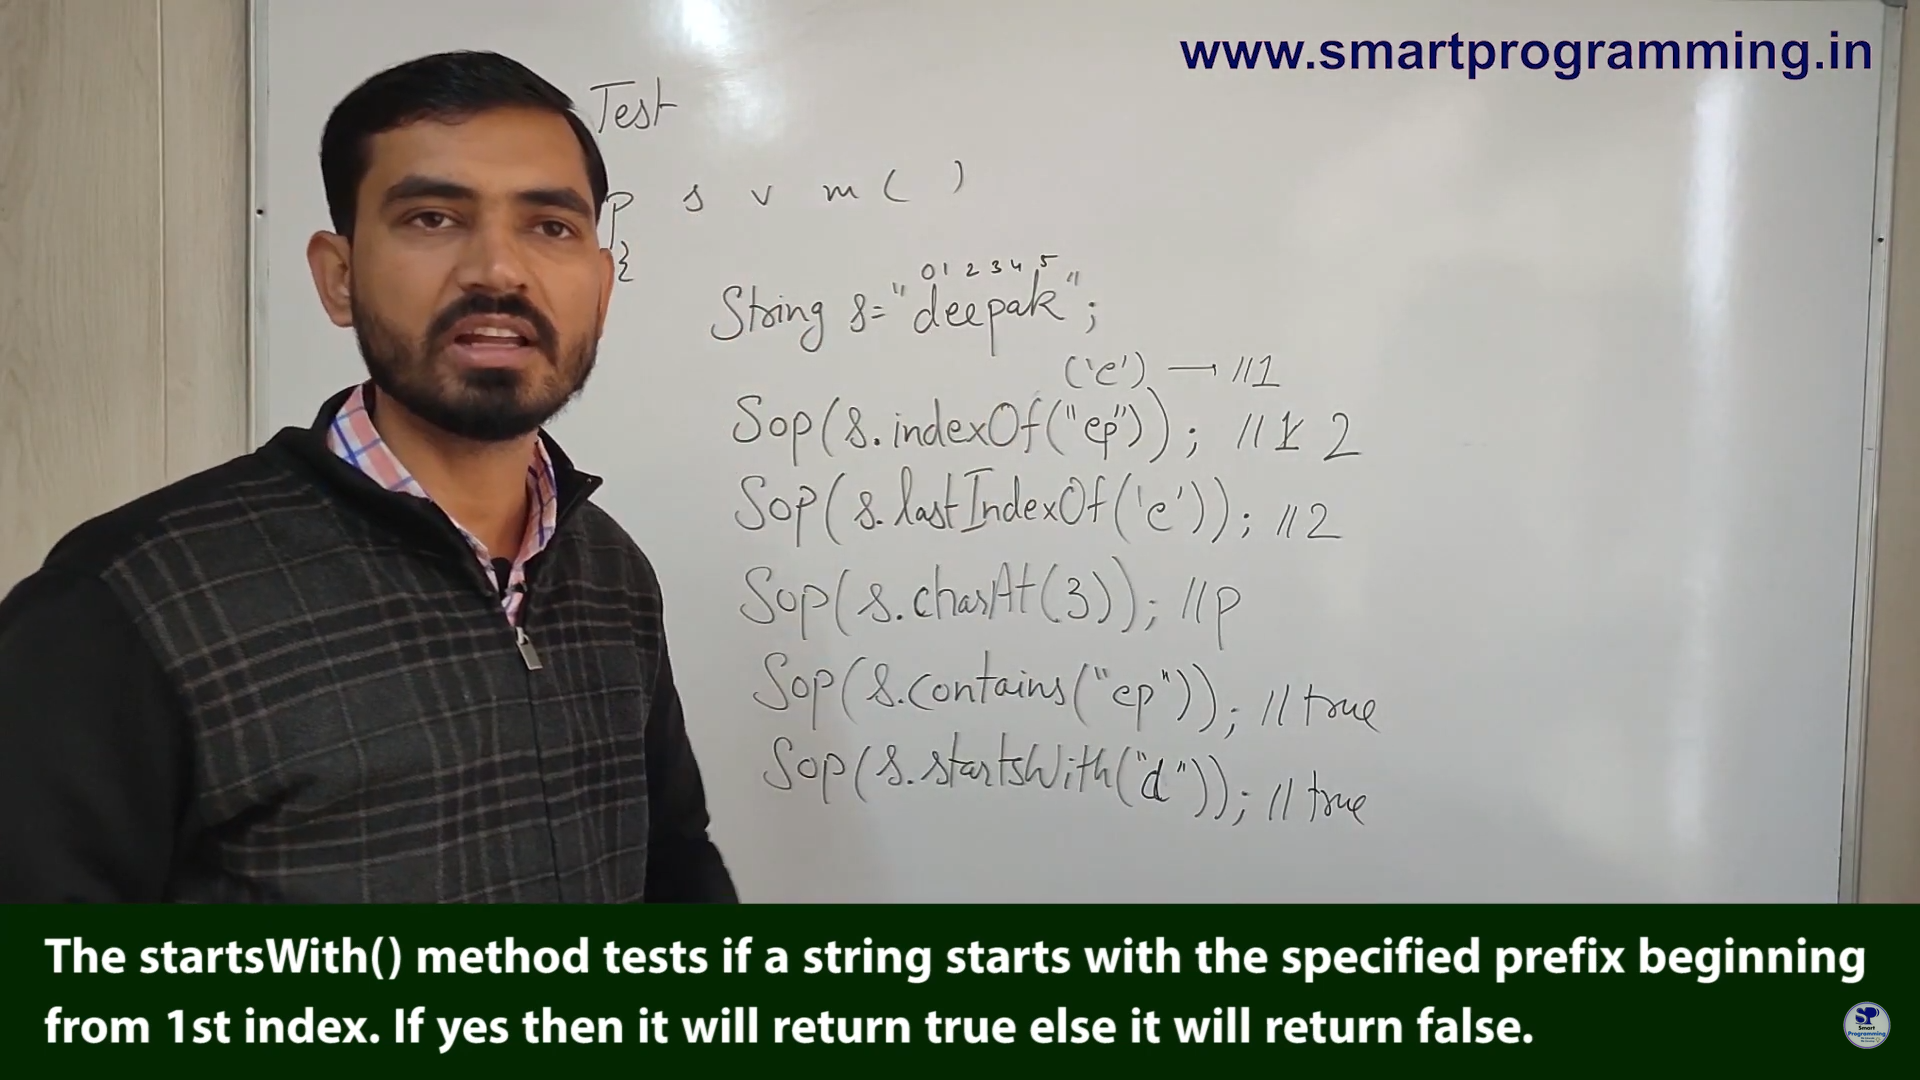 www.smartprogramming.in
Test
p s v m ( )
{
0 1 2 3 4 5
String s="deepak";
('e') → //1
Sop(s.indexOf("ep")); //1 2
Sop(s.lastIndexOf('e')); //2
Sop(s.charAt(3)); //p
Sop(s.contains("ep")); //true
Sop(s.startsWith("d")); //true
The startsWith() method tests if a string starts with the specified prefix beginning
from 1st index. If yes then it will return true else it will return false.
SP
Smart
Programming